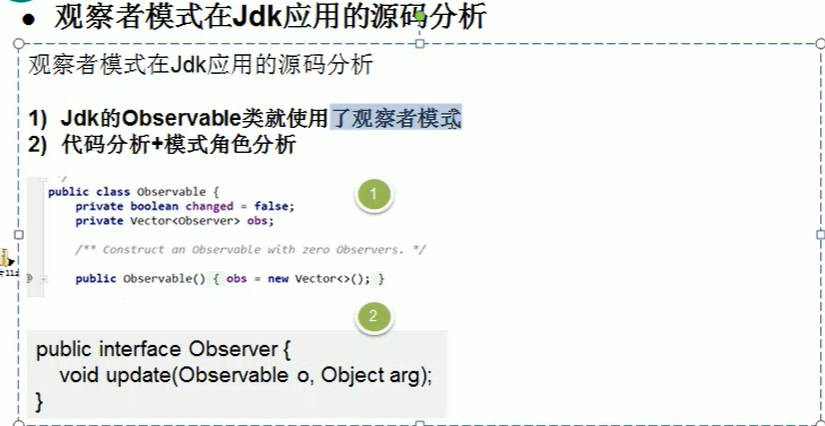 ● 观察者模式在Jdk应用的源码分析
观察者模式在Jdk应用的源码分析
1) Jdk的Observable类就使用了观察者模式
2) 代码分析+模式角色分析
*/
public class Observable {
private boolean changed = false;
private Vector<Observer> obs;
/** Construct an Observable with zero Observers. */
public Observable() { obs = new Vector<>(); }
1
2
public interface Observer {
void update(Observable o, Object arg);
}